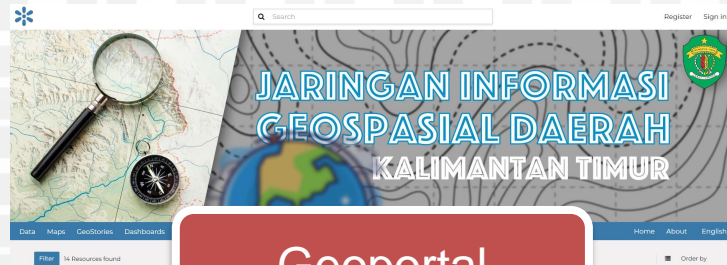 Search
Register Sign in
JARINGAN INFORMASI
GEOSPASIAL DAERAH
KALIMANTAN TIMUR
Data Maps GeoStories Dashboards
Home About English
Filter 14 Resources found
Order by
Geoportal